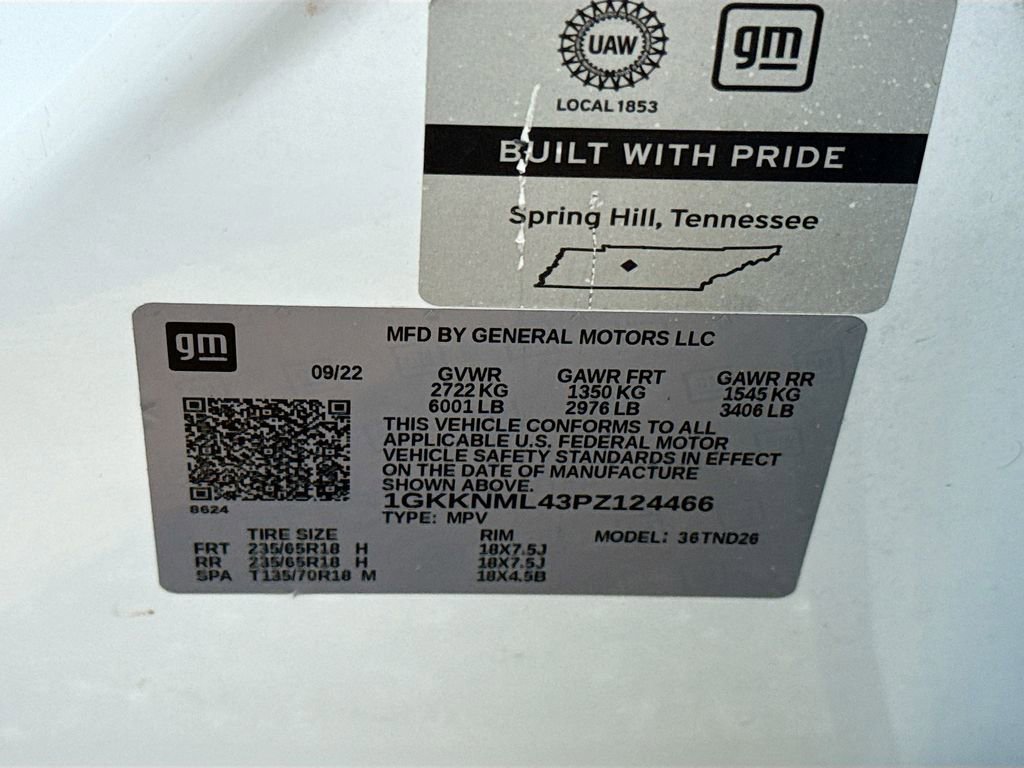 UAW
gm
LOCAL 1853
BUILT WITH PRIDE
Spring Hill, Tennessee
gm
MFD BY GENERAL MOTORS LLC
09/22
GVWR GAWR FRT GAWR RR
2722 KG 1350 KG 1545 KG
6001 LB 2976 LB 3406 LB
THIS VEHICLE CONFORMS TO ALL
APPLICABLE U.S. FEDERAL MOTOR
VEHICLE SAFETY STANDARDS IN EFFECT
ON THE DATE OF MANUFACTURE
SHOWN ABOVE.
1GKKNML43PZ124466
8624
TYPE: MPV
TIRE SIZE RIM MODEL: 36TND26
FRT 235/65R18 H 18X7.5J
RR 235/65R18 H 18X7.5J
SPA T135/70R18 M 18X4.5B